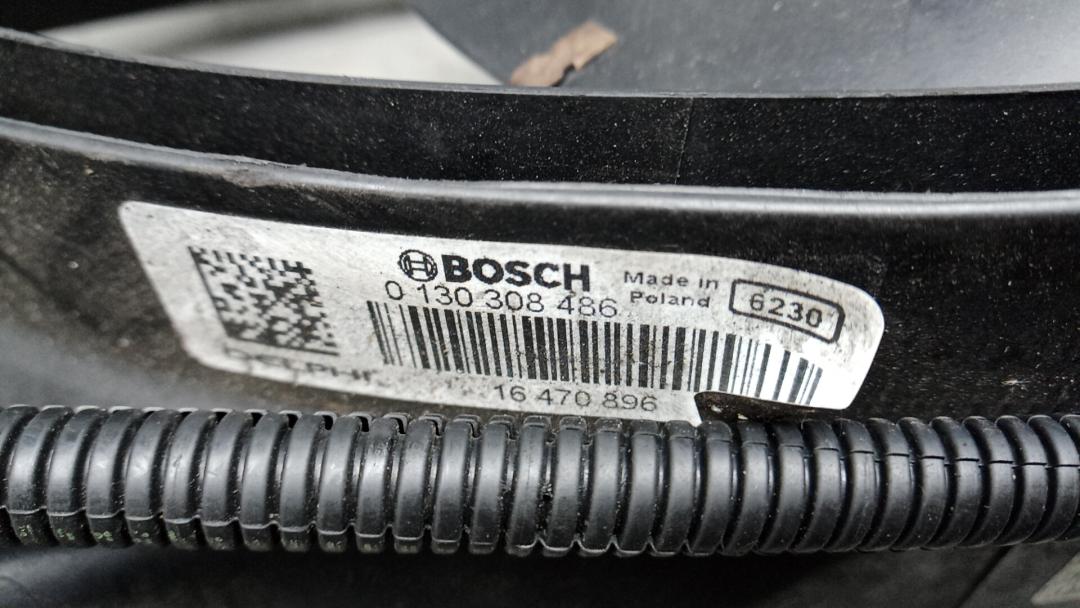 BOSCH
0 130 308 486
Made in
Poland
6230
DELPHI
16 470 896